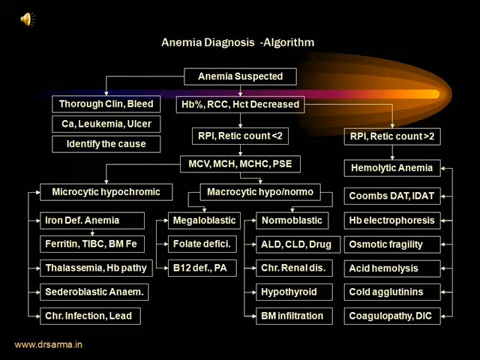 Anemia Diagnosis -Algorithm
Anemia Suspected
Thorough Clin, Bleed
Hb%, RCC, Hct Decreased
Ca, Leukemia, Ulcer
Identify the cause
RPI, Retic count<2
RPI, Retic count>2
MCV, MCH, MCHC, PSE
Hemolytic Anemia
Microcytic hypochromic
Macrocytic hypo/normo
Coombs DAT, IDAT
Iron Def. Anemia
Megaloblastic
Normoblastic
Hb electrophoresis
Ferritin, TIBC, BM Fe
Folate defici.
ALD, CLD, Drug
Osmotic fragility
Thalassemia, Hb pathy
B12 def., PA
Chr. Renal dis.
Acid hemolysis
Sederoblastic Anaem.
Hypothyroid
Cold agglutinins
Chr. Infection, Lead
BM infiltration
Coagulopathy, DIC
www.drsarma.in